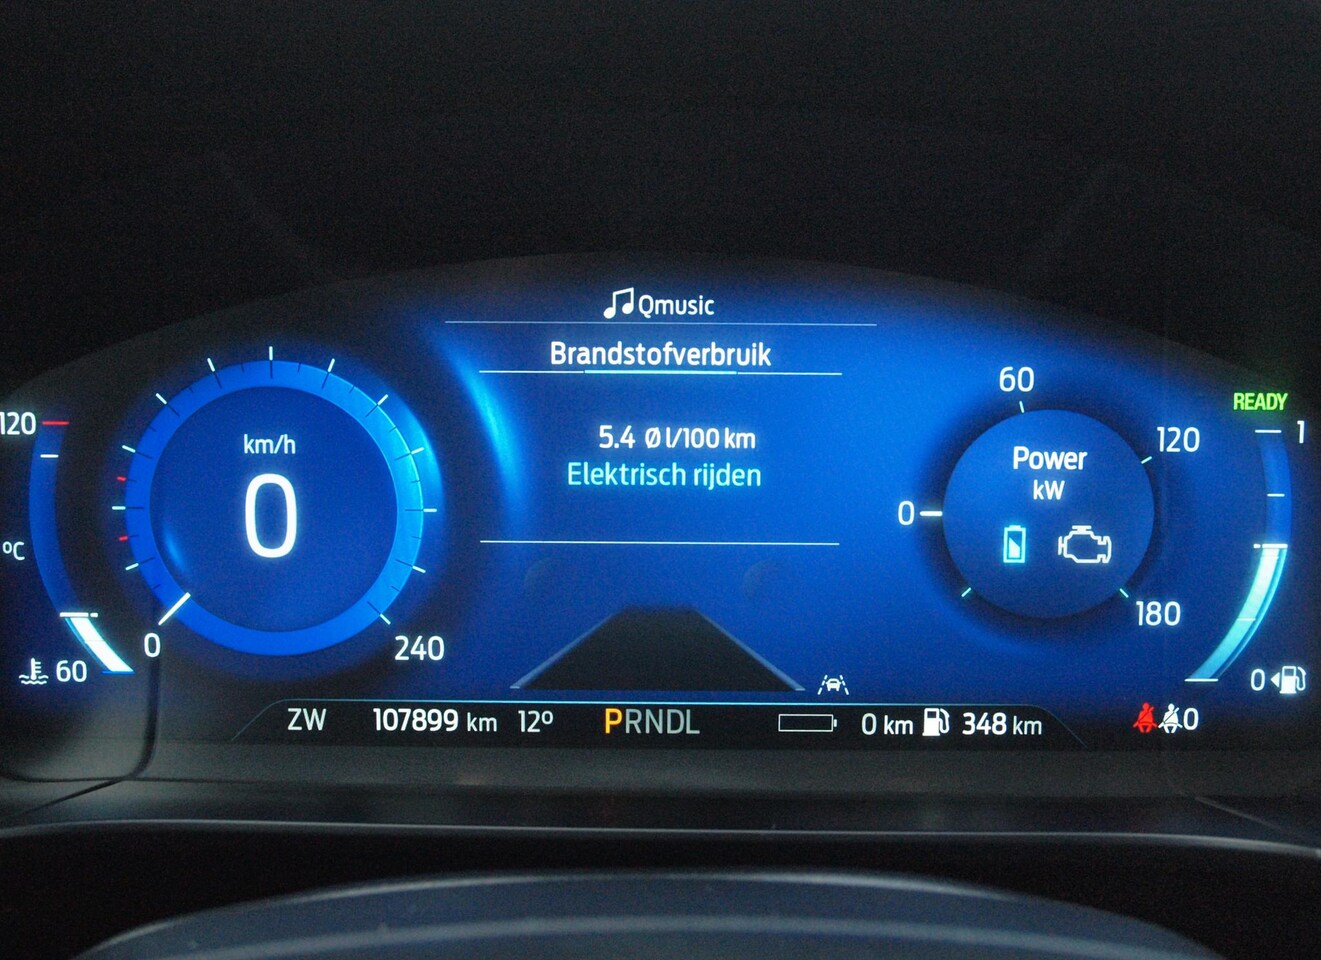 Qmusic
Brandstofverbruik
5.4 Ø l/100 km
Elektrisch rijden
120
°C
60
km/h
0
0
240
60
120
Power
kW
0
180
READY
1
0
ZW 107899 km 12° PRNDL 0 km 348 km
0